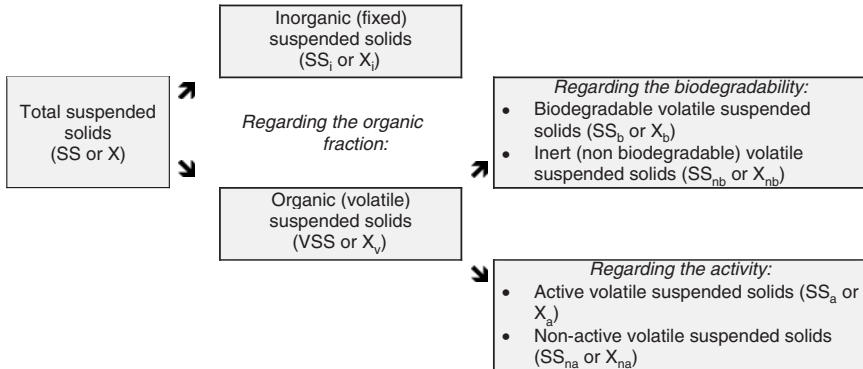 Total suspended
solids
(SS or X)
Inorganic (fixed)
suspended solids
(SSi or Xi)
Regarding the organic
fraction:
Organic (volatile)
suspended solids
(VSS or Xv)
Regarding the biodegradability:
• Biodegradable volatile suspended
solids (SSb or Xb)
• Inert (non biodegradable) volatile
suspended solids (SSnb or Xnb)
Regarding the activity:
• Active volatile suspended solids (SSa or
Xa)
• Non-active volatile suspended solids
(SSna or Xna)